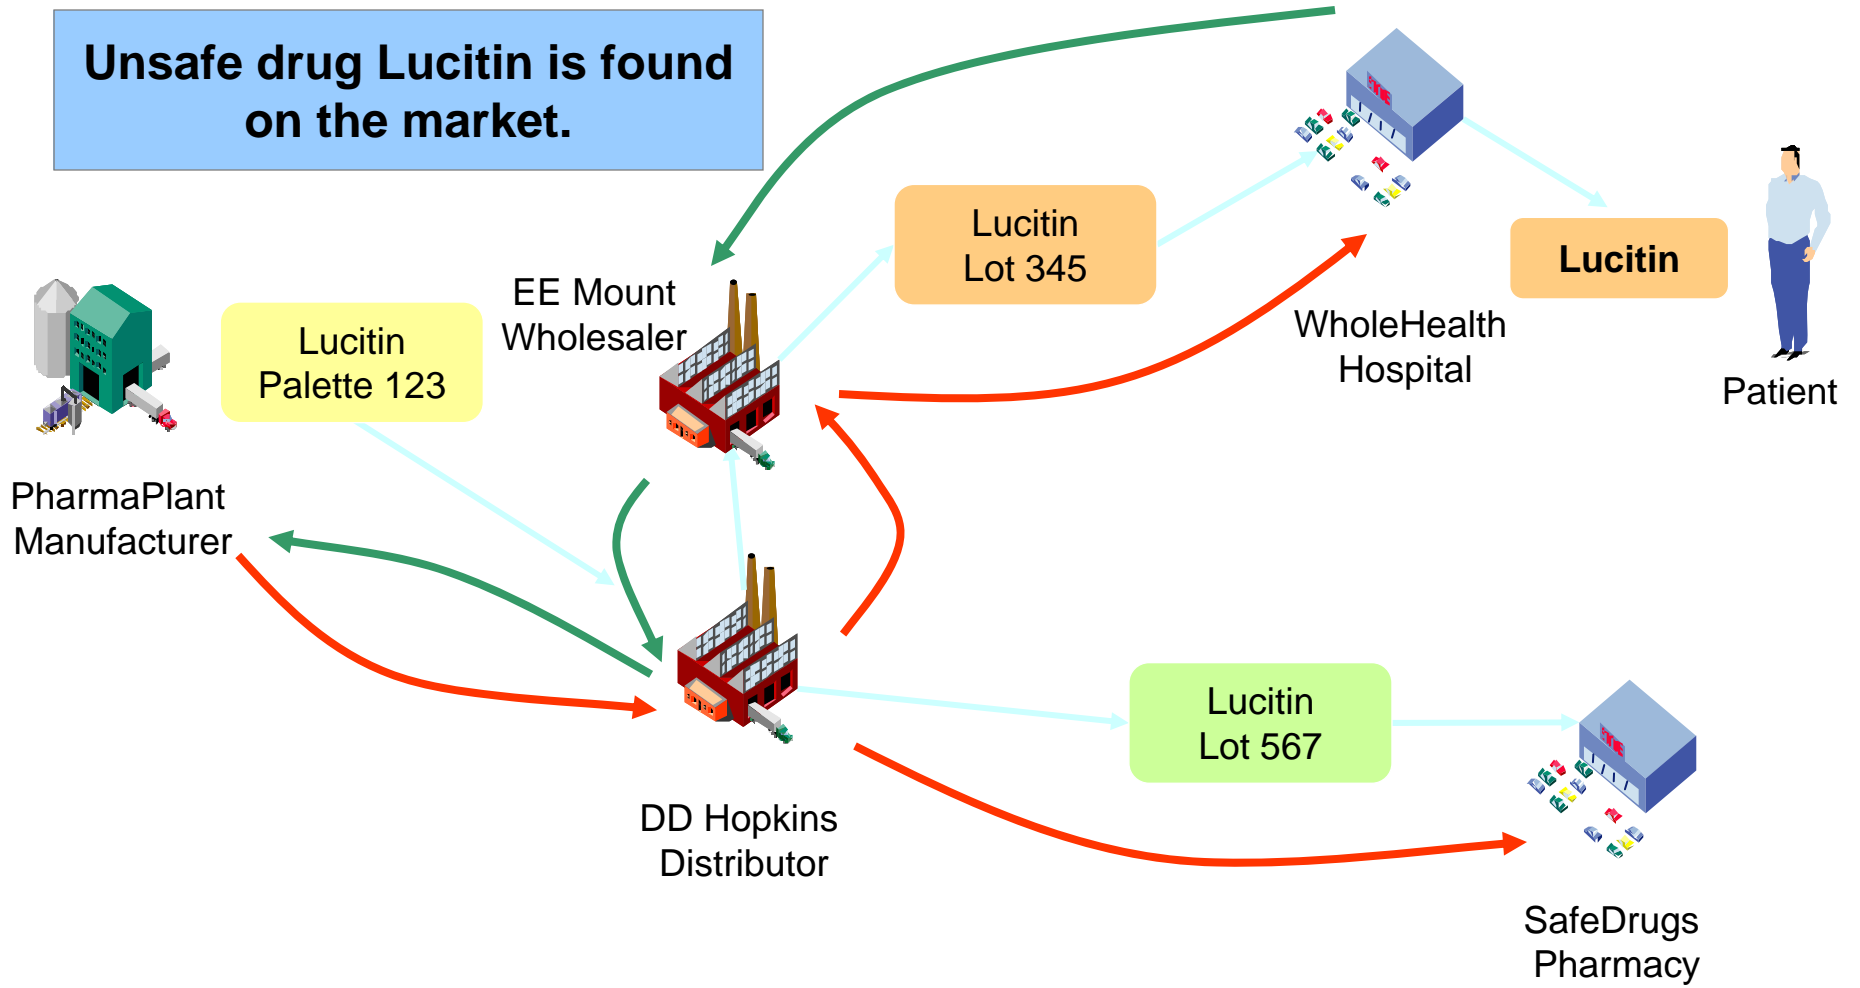 Unsafe drug Lucitin is found
on the market.
Lucitin
Lot 345
Lucitin
EE Mount
Wholesaler
Lucitin
Palette 123
WholeHealth
Hospital
Patient
PharmaPlant
Manufacturer
Lucitin
Lot 567
DD Hopkins
Distributor
SafeDrugs
Pharmacy